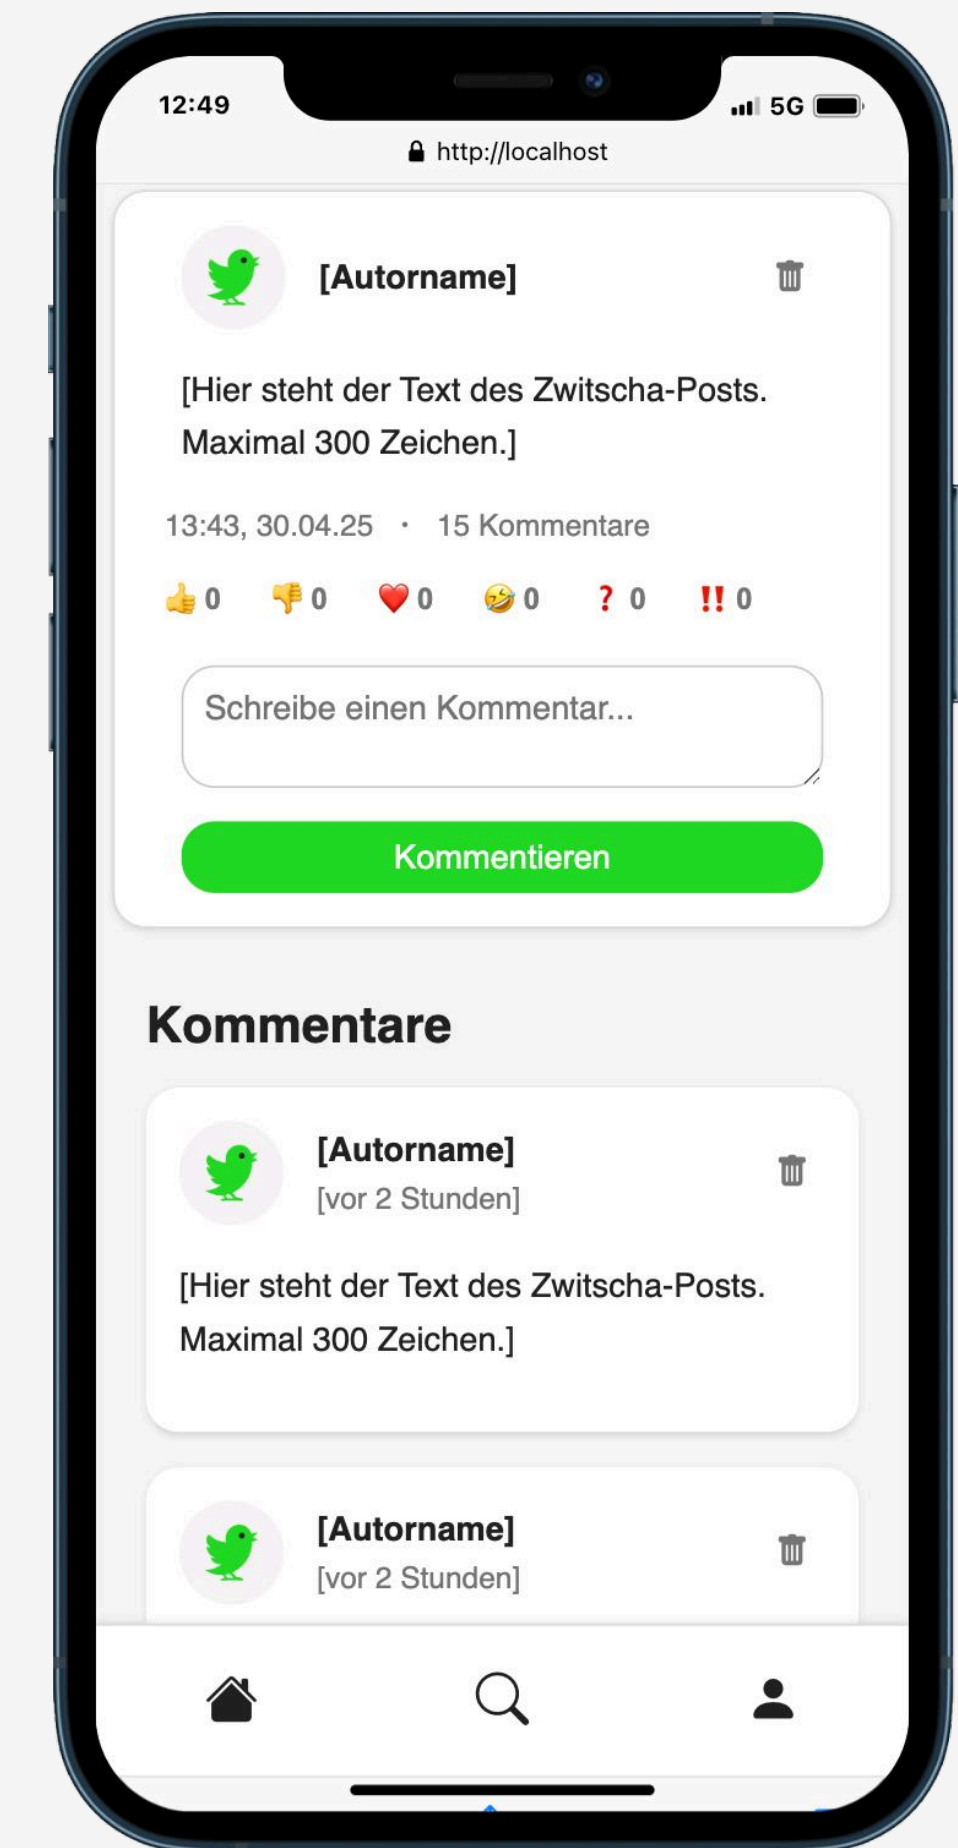 12:49
5G
http://localhost
[Autorname]
[Hier steht der Text des Zwitscha-Posts.
Maximal 300 Zeichen.]
13:43, 30.04.25 · 15 Kommentare
👍 0 👎 0 ❤️ 0 🤣 0 ❓ 0 ‼️ 0
Schreibe einen Kommentar...
Kommentieren
Kommentare
[Autorname]
[vor 2 Stunden]
[Hier steht der Text des Zwitscha-Posts.
Maximal 300 Zeichen.]
[Autorname]
[vor 2 Stunden]